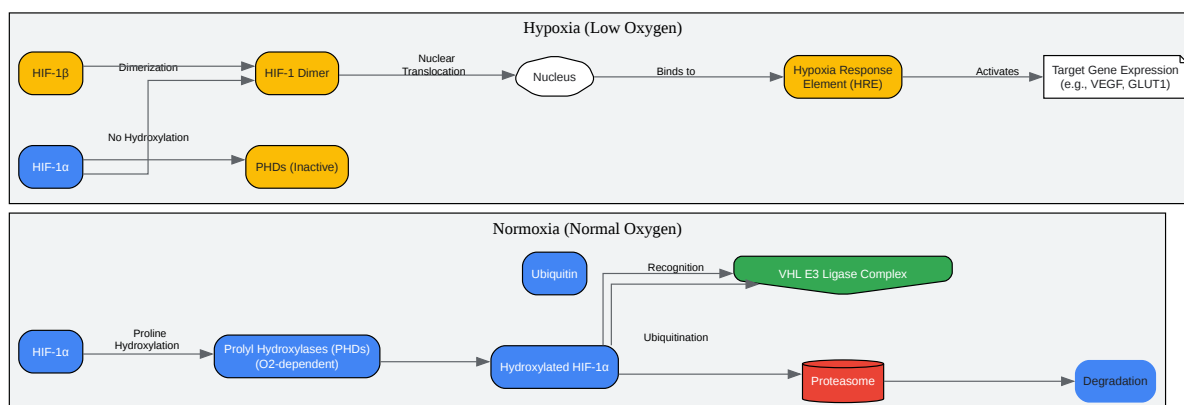 Hypoxia (Low Oxygen)
HIF-1β
Dimerization
HIF-1 Dimer
Nuclear
Translocation
Nucleus
Binds to
Hypoxia Response
Element (HRE)
Activates
Target Gene Expression
(e.g., VEGF, GLUT1)
No Hydroxylation
HIF-1α
PHDs (Inactive)
Normoxia (Normal Oxygen)
Ubiquitin
Recognition
VHL E3 Ligase Complex
HIF-1α
Proline
Hydroxylation
Prolyl Hydroxylases (PHDs)
(O2-dependent)
Hydroxylated HIF-1α
Ubiquitination
Proteasome
Degradation